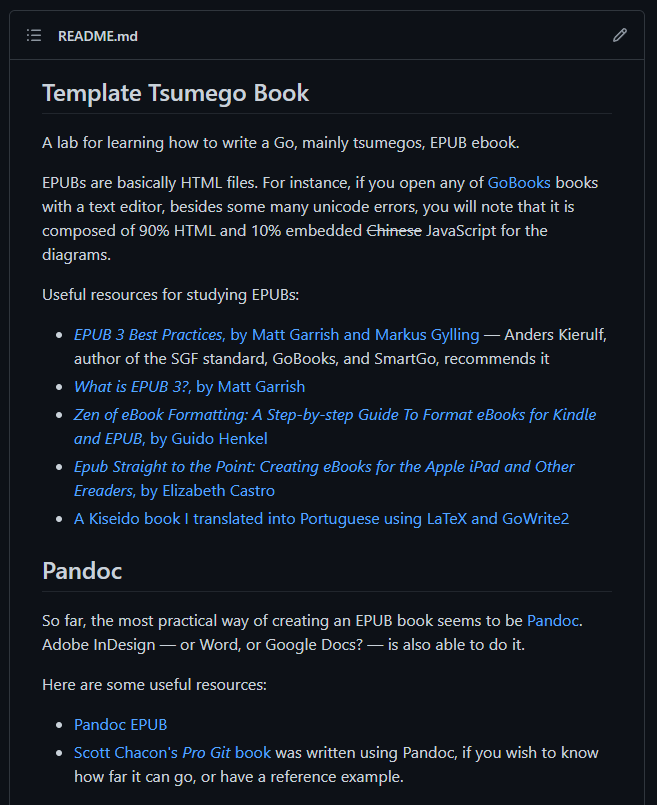 README.md
Template Tsumego Book
A lab for learning how to write a Go, mainly tsumegos, EPUB ebook.
EPUBs are basically HTML files. For instance, if you open any of GoBooks books
with a text editor, besides some many unicode errors, you will note that it is
composed of 90% HTML and 10% embedded Chinese JavaScript for the
diagrams.
Useful resources for studying EPUBs:
• EPUB 3 Best Practices, by Matt Garrish and Markus Gylling — Anders Kierulf,
author of the SGF standard, GoBooks, and SmartGo, recommends it
• What is EPUB 3?, by Matt Garrish
• Zen of eBook Formatting: A Step-by-step Guide To Format eBooks for Kindle
and EPUB, by Guido Henkel
• Epub Straight to the Point: Creating eBooks for the Apple iPad and Other
Ereaders, by Elizabeth Castro
• A Kiseido book I translated into Portuguese using LaTeX and GoWrite2
Pandoc
So far, the most practical way of creating an EPUB book seems to be Pandoc.
Adobe InDesign — or Word, or Google Docs? — is also able to do it.
Here are some useful resources:
• Pandoc EPUB
• Scott Chacon's Pro Git book was written using Pandoc, if you wish to know
how far it can go, or have a reference example.